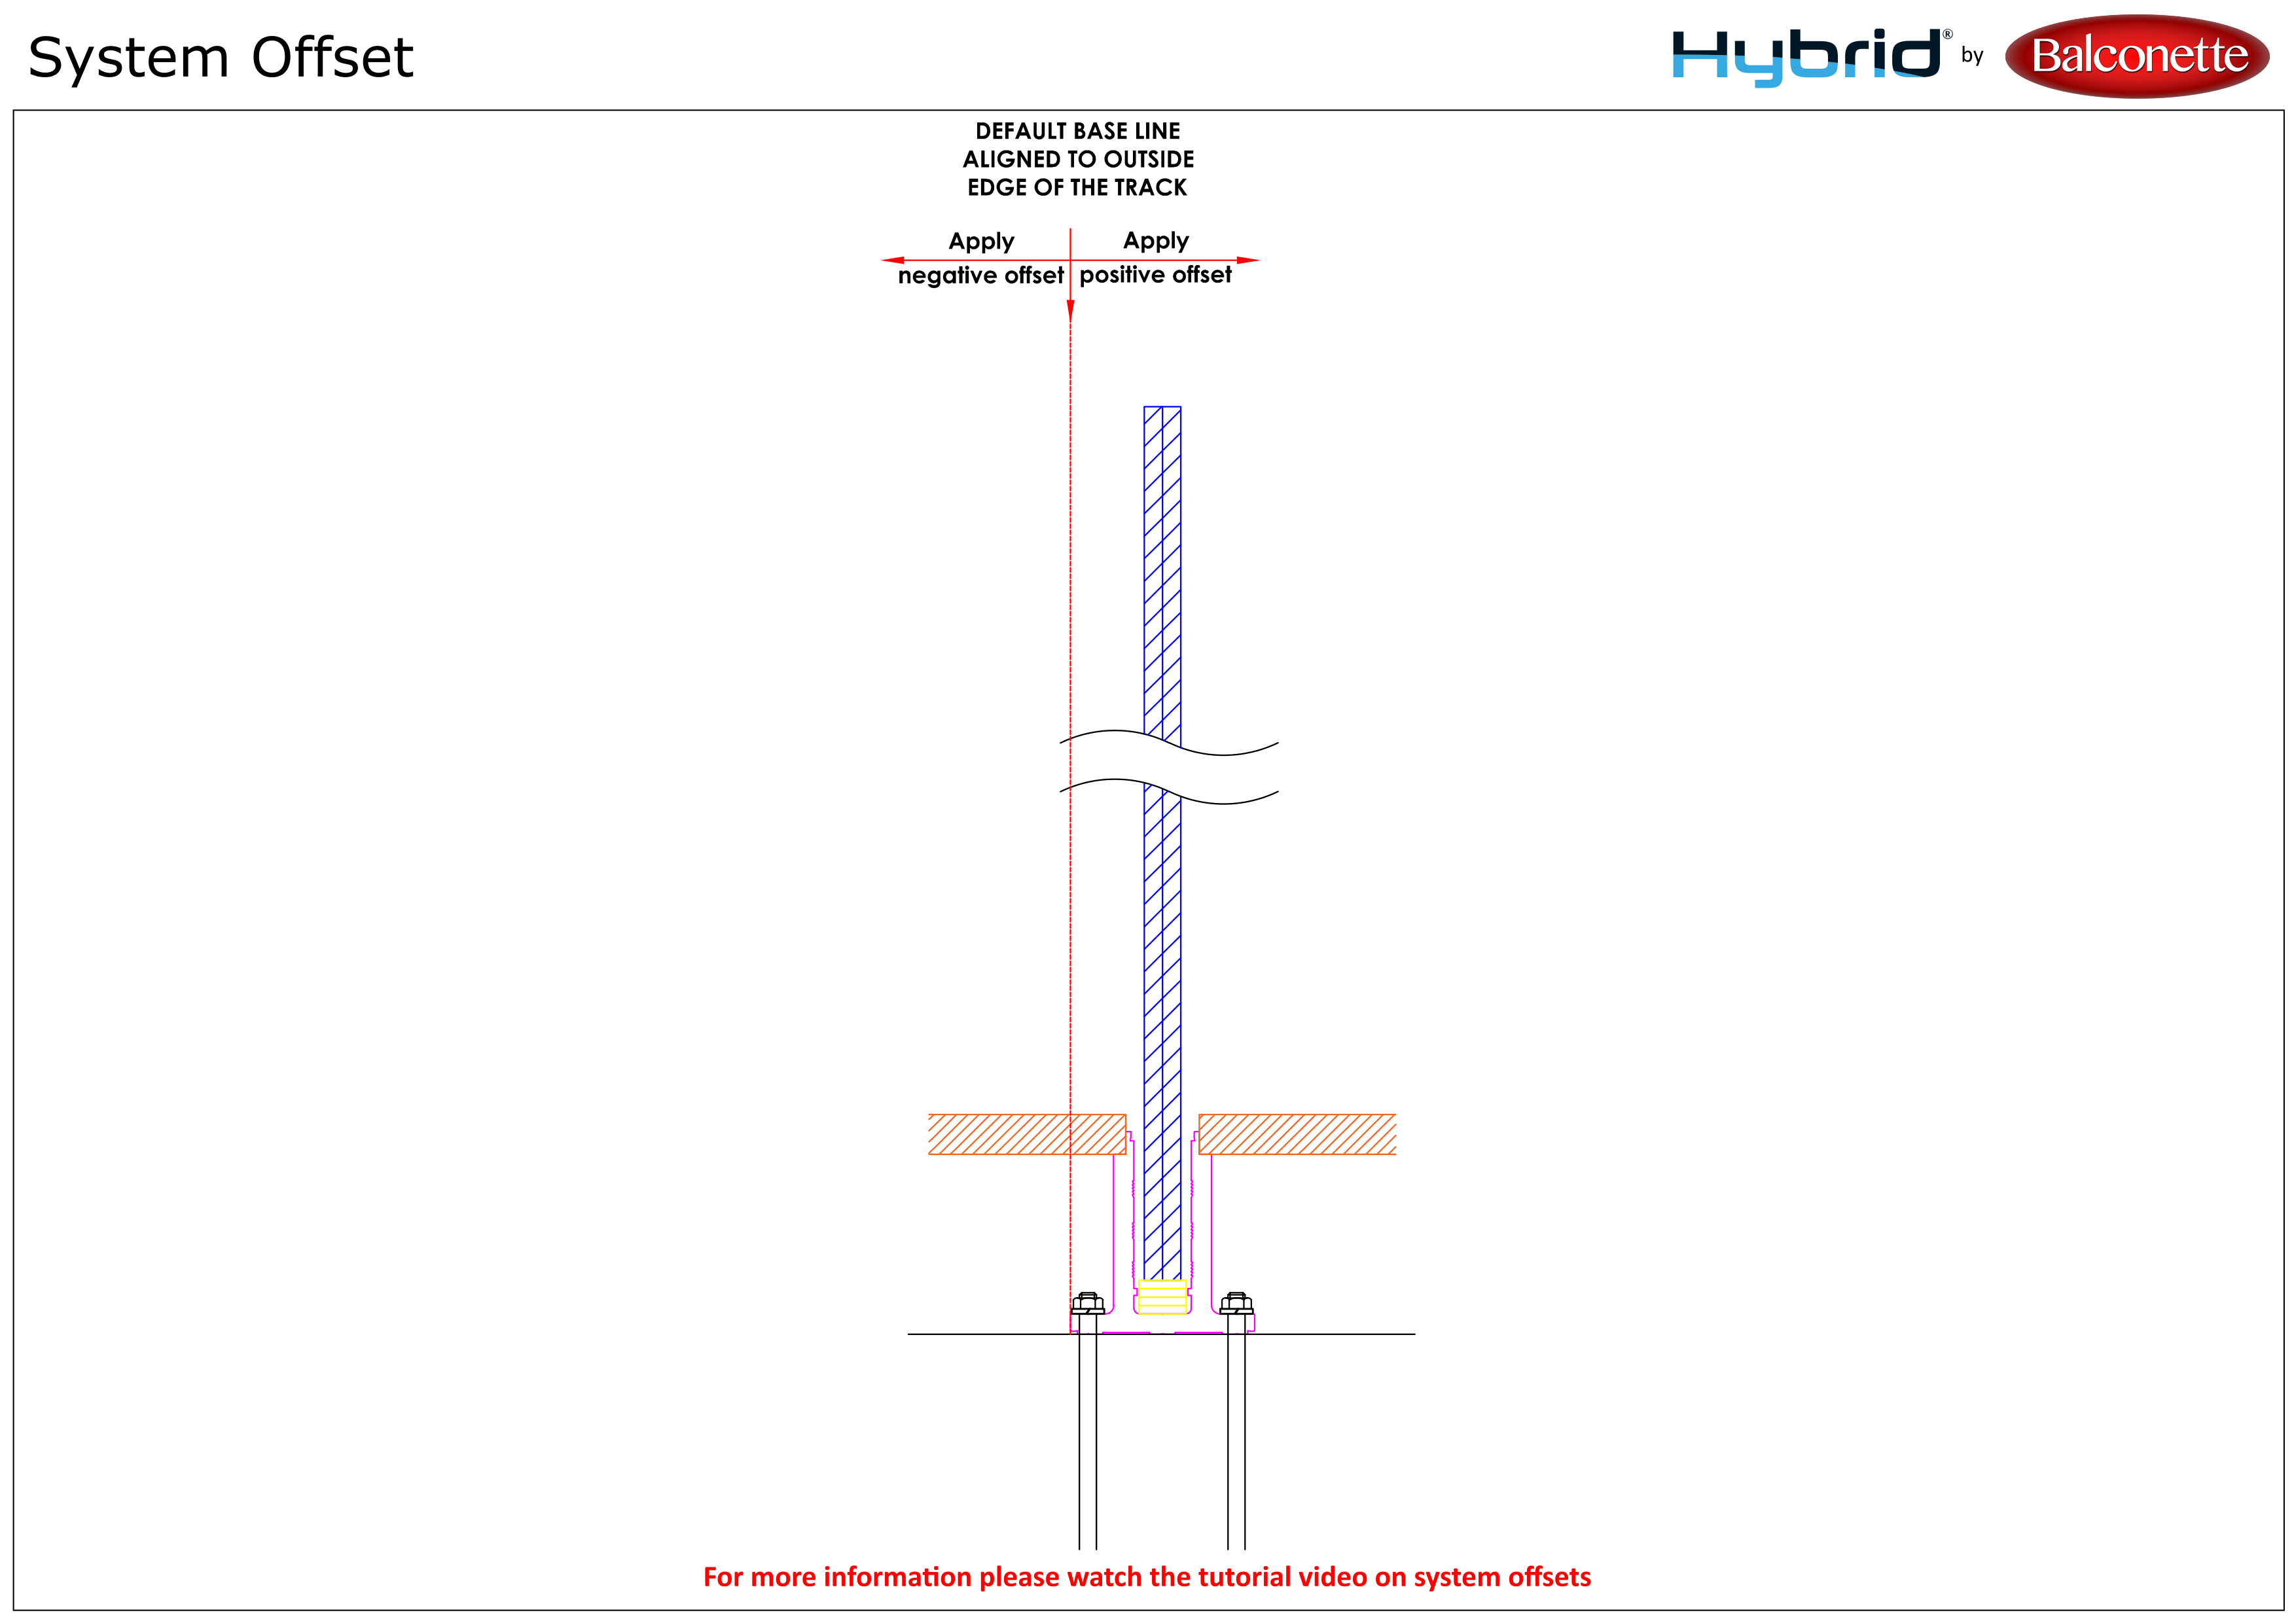 System Offset
Hybrid® by Balconette
DEFAULT BASE LINE
ALIGNED TO OUTSIDE
EDGE OF THE TRACK
Apply
negative offset
Apply
positive offset
For more information please watch the tutorial video on system offsets